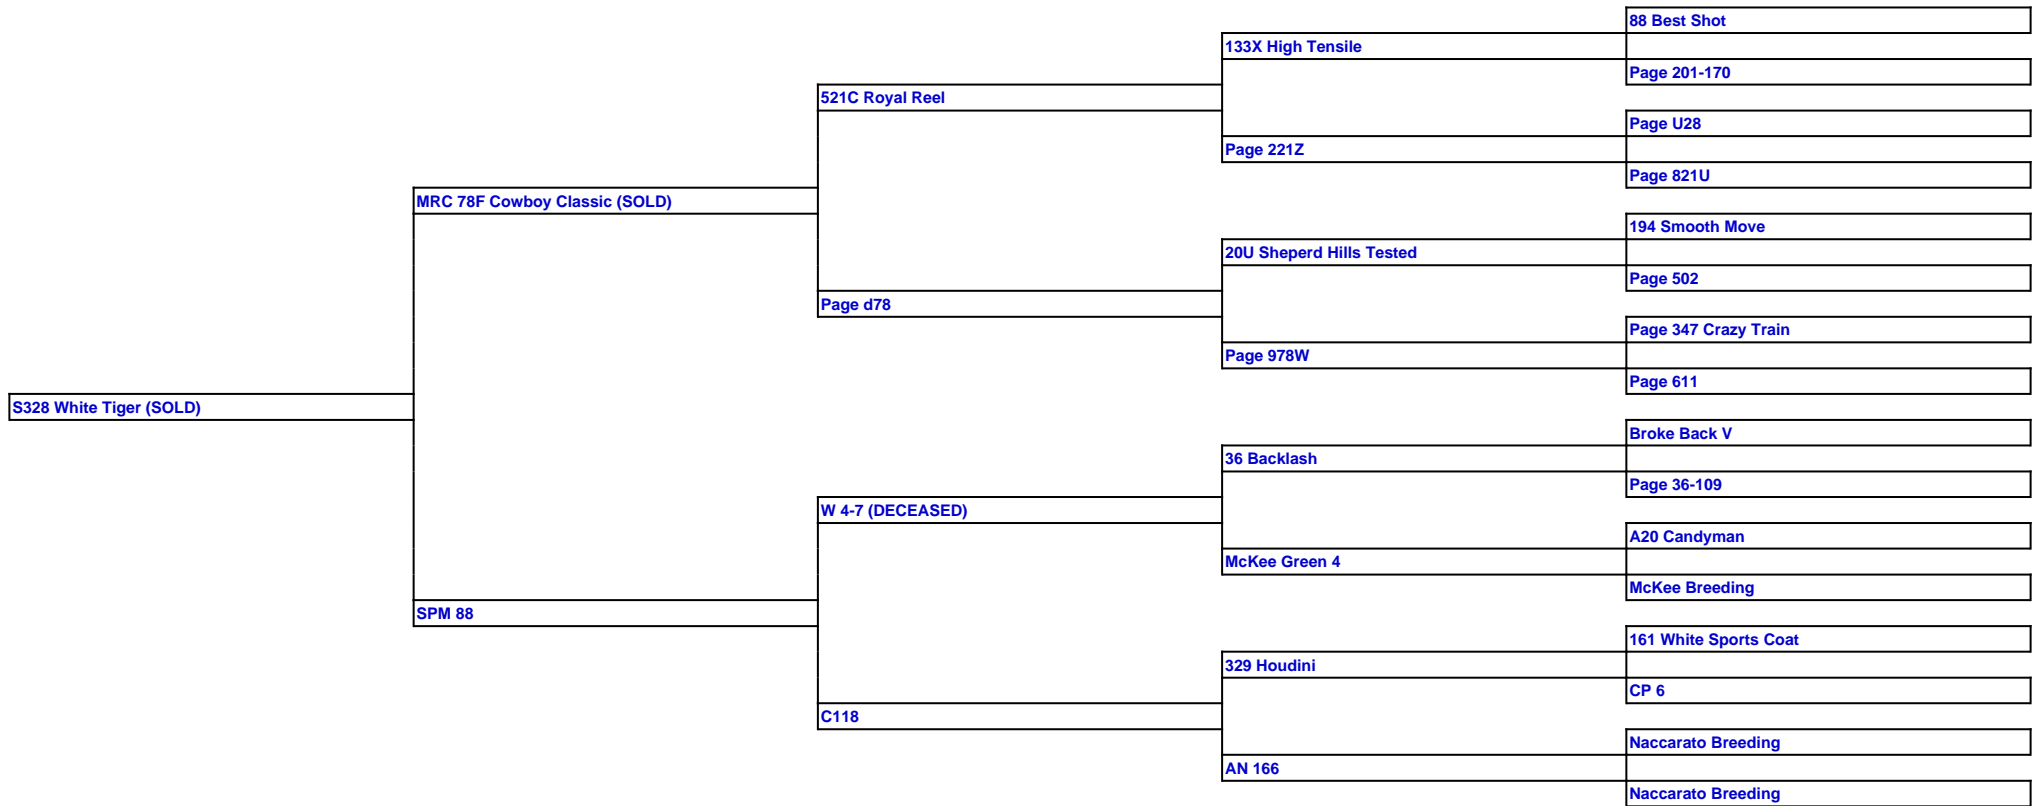 88 Best Shot
133X High Tensile
Page 201-170
521C Royal Reel
Page U28
Page 221Z
Page 821U
MRC 78F Cowboy Classic (SOLD)
194 Smooth Move
20U Sheperd Hills Tested
Page 502
Page d78
Page 347 Crazy Train
Page 978W
Page 611
S328 White Tiger (SOLD)
Broke Back V
36 Backlash
Page 36-109
W 4-7 (DECEASED)
A20 Candyman
McKee Green 4
McKee Breeding
SPM 88
161 White Sports Coat
329 Houdini
CP 6
C118
Naccarato Breeding
AN 166
Naccarato Breeding